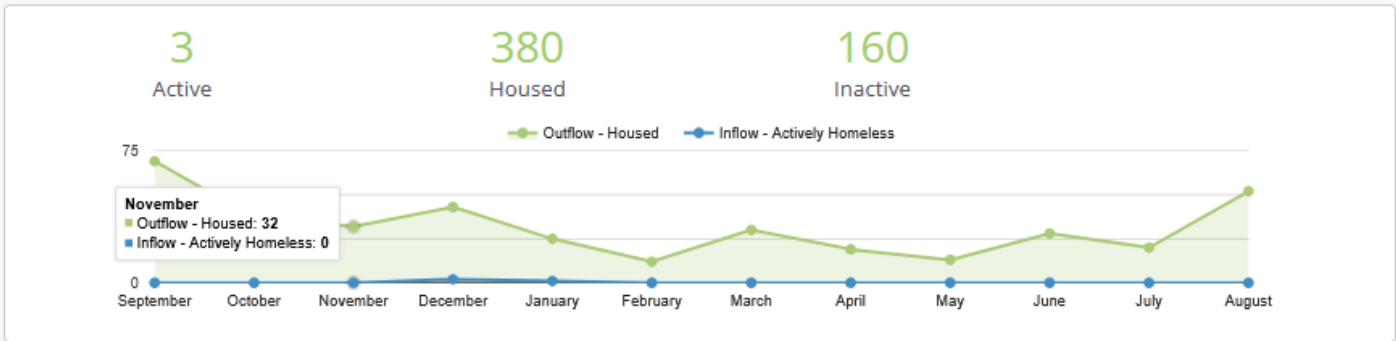 3 380 160
Active Housed Inactive
Outflow - Housed Inflow - Actively Homeless
75
November
Outflow - Housed: 32
Inflow - Actively Homeless: 0
0
September October November December January February March April May June July August